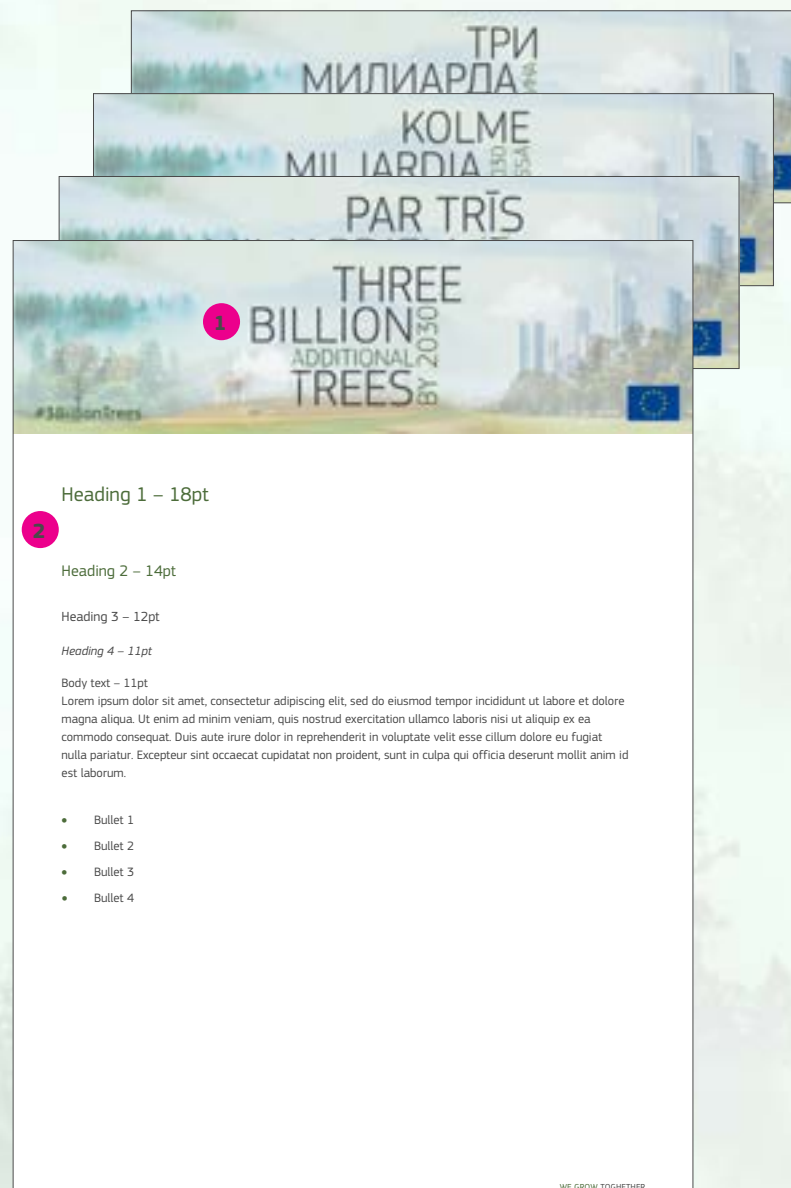 ТРИ
МИЛИАРДА
KOLME
MILJARDIA
PAR TRĪS
THREE
BILLION
ADDITIONAL
TREES
BY 2030
1
#3BillionTrees
Heading 1 – 18pt
2
Heading 2 – 14pt
Heading 3 – 12pt
Heading 4 – 11pt
Body text – 11pt
Lorem ipsum dolor sit amet, consectetur adipiscing elit, sed do eiusmod tempor incididunt ut labore et dolore
magna aliqua. Ut enim ad minim veniam, quis nostrud exercitation ullamco laboris nisi ut aliquip ex ea
commodo consequat. Duis aute irure dolor in reprehenderit in voluptate velit esse cillum dolore eu fugiat
nulla pariatur. Excepteur sint occaecat cupidatat non proident, sunt in culpa qui officia deserunt mollit anim id
est laborum.
• Bullet 1
• Bullet 2
• Bullet 3
• Bullet 4
WE GROW TOGHETHER